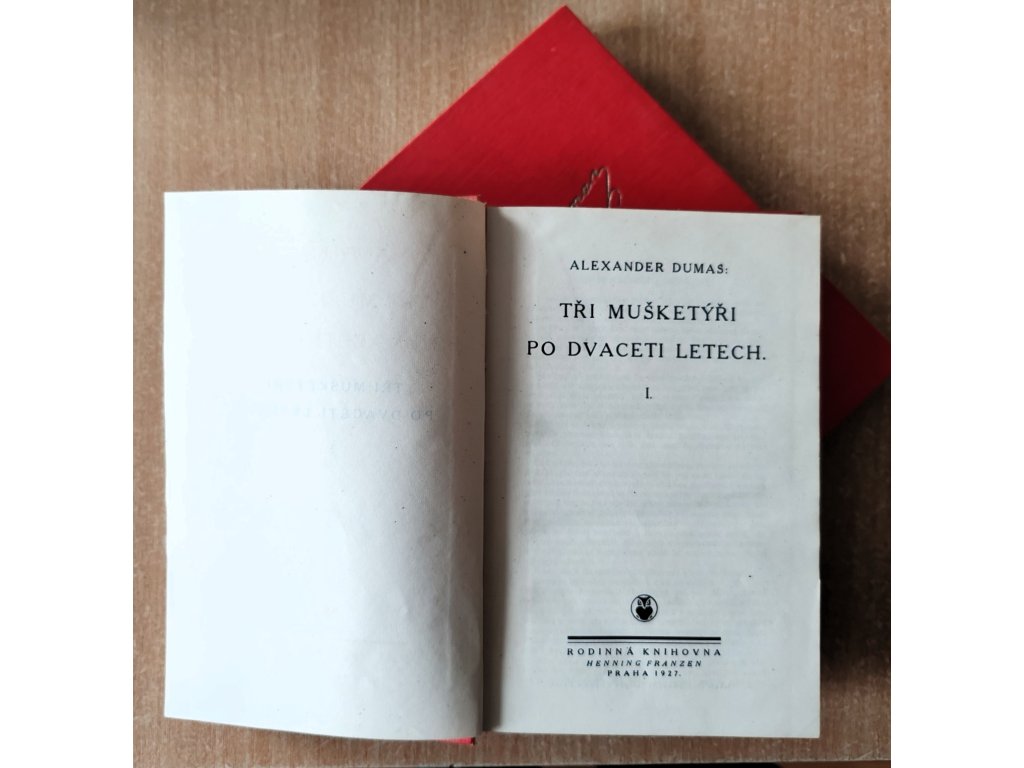 ALEXANDER DUMAS:
TŘI MUŠKETÝŘI
PO DVACETI LETECH.
I.
RODINNÁ KNIHOVNA
HENNING FRANZEN
PRAHA 1927.